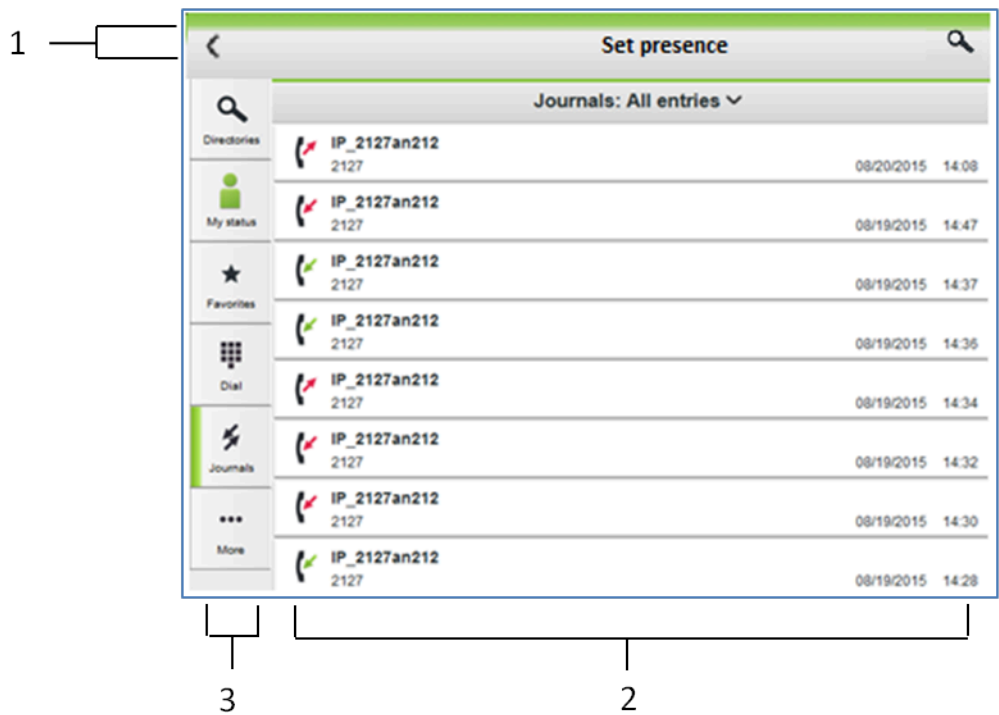 1
Set presence
Directories
My status
Favorites
Dial
Journals
More
Journals: All entries
IP_2127an212
2127 08/20/2015 14:08
IP_2127an212
2127 08/19/2015 14:47
IP_2127an212
2127 08/19/2015 14:37
IP_2127an212
2127 08/19/2015 14:36
IP_2127an212
2127 08/19/2015 14:34
IP_2127an212
2127 08/19/2015 14:32
IP_2127an212
2127 08/19/2015 14:30
IP_2127an212
2127 08/19/2015 14:28
3
2